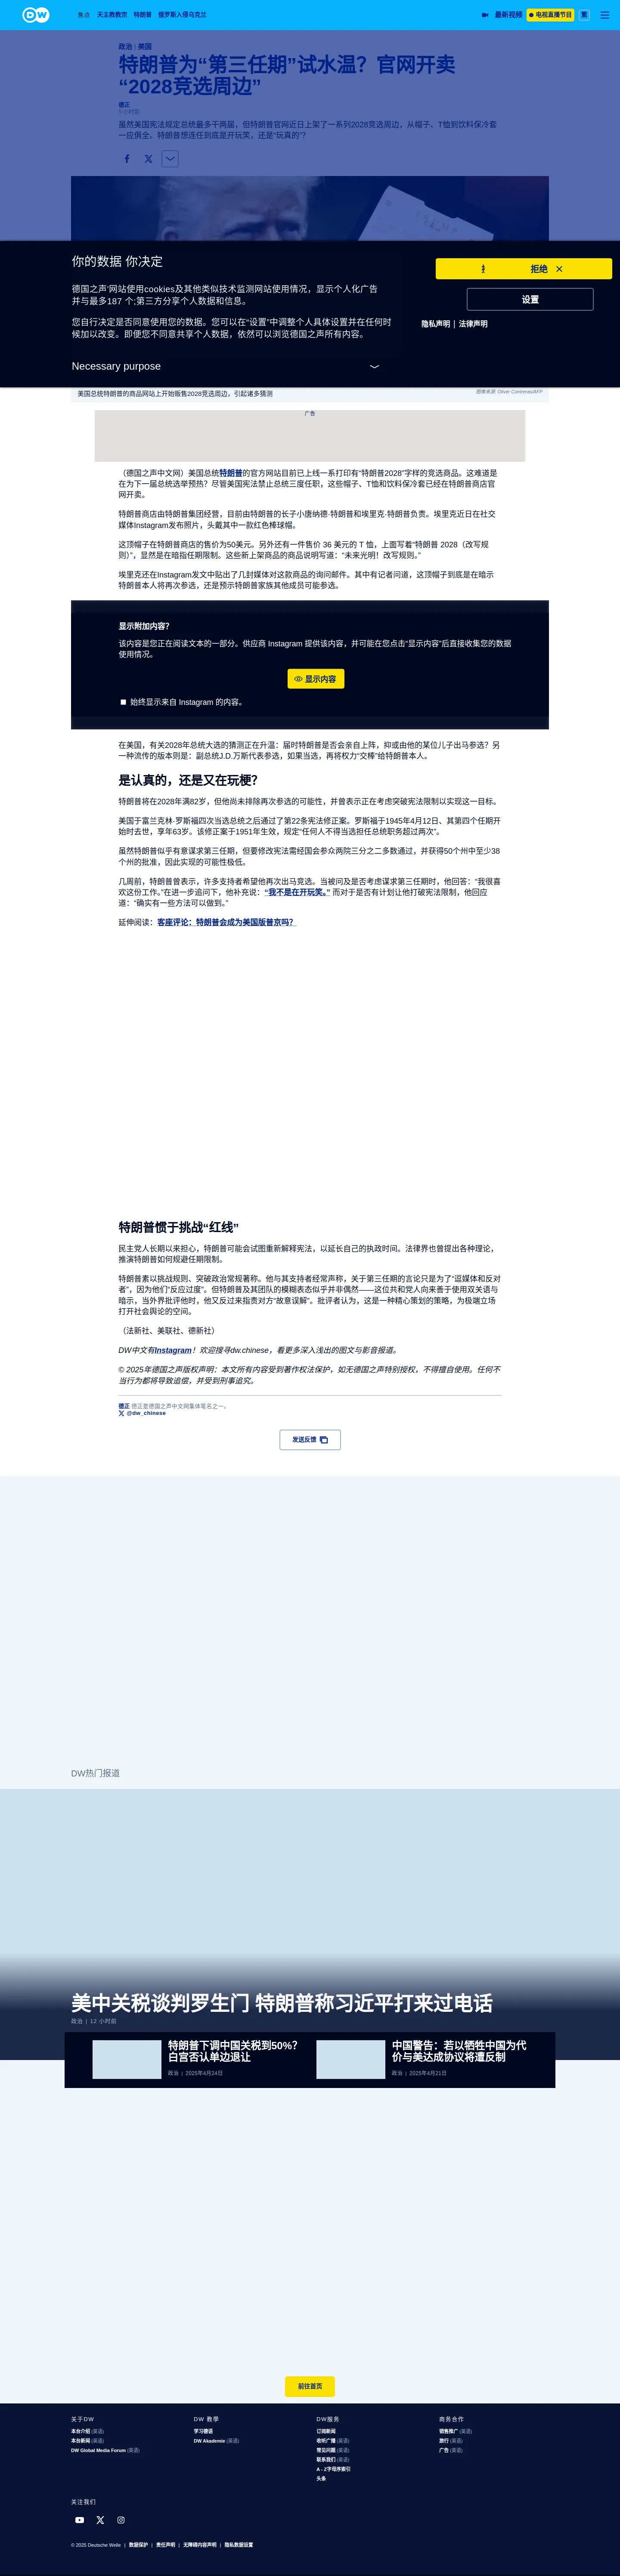 DW
焦点 天主教教宗 特朗普 俄罗斯入侵乌克兰 最新视频 电视直播节目 繁
政治 | 美国
特朗普为“第三任期”试水温？官网开卖
“2028竞选周边”
德正
5 小时前
虽然美国宪法规定总统最多干两届，但特朗普官网近日上架了一系列2028竞选周边，从帽子、T恤到饮料保冷套
一应俱全。特朗普想连任到底是开玩笑，还是“玩真的”？
你的数据 你决定
德国之声'网站使用cookies及其他类似技术监测网站使用情况，显示个人化广告
并与最多187 个;第三方分享个人数据和信息。
您自行决定是否同意使用您的数据。您可以在“设置”中调整个人具体设置并在任何时
候加以改变。即便您不同意共享个人数据，依然可以浏览德国之声所有内容。
Necessary purpose
拒绝
设置
隐私声明 | 法律声明
美国总统特朗普的商品网站上开始贩售2028竞选周边，引起诸多猜测
图像来源: Oliver Contreras/AFP
广告
（德国之声中文网）美国总统特朗普的官方网站目前已上线一系打印有“特朗普2028”字样的竞选商品。这难道是
在为下一届总统选举预热？尽管美国宪法禁止总统三度任职，这些帽子、T恤和饮料保冷套已经在特朗普商店官
网开卖。
特朗普商店由特朗普集团经营，目前由特朗普的长子小唐纳德·特朗普和埃里克·特朗普负责。埃里克近日在社交
媒体Instagram发布照片，头戴其中一款红色棒球帽。
这顶帽子在特朗普商店的售价为50美元。另外还有一件售价 36 美元的 T 恤，上面写着“特朗普 2028（改写规
则）”，显然是在暗指任期限制。这些新上架商品的商品说明写道：“未来光明！改写规则。”
埃里克还在Instagram发文中贴出了几封媒体对这款商品的询问邮件。其中有记者问道，这顶帽子到底是在暗示
特朗普本人将再次参选，还是预示特朗普家族其他成员可能参选。
显示附加内容？
该内容是您正在阅读文本的一部分。供应商 Instagram 提供该内容，并可能在您点击“显示内容”后直接收集您的数据
使用情况。
显示内容
始终显示来自 Instagram 的内容。
在美国，有关2028年总统大选的猜测正在升温：届时特朗普是否会亲自上阵，抑或由他的某位儿子出马参选？另
一种流传的版本则是：副总统J.D.万斯代表参选，如果当选，再将权力“交棒”给特朗普本人。
是认真的，还是又在玩梗？
特朗普将在2028年满82岁，但他尚未排除再次参选的可能性，并曾表示正在考虑突破宪法限制以实现这一目标。
美国于富兰克林·罗斯福四次当选总统之后通过了第22条宪法修正案。罗斯福于1945年4月12日、其第四个任期开
始时去世，享年63岁。该修正案于1951年生效，规定“任何人不得当选担任总统职务超过两次”。
虽然特朗普似乎有意谋求第三任期，但要修改宪法需经国会参众两院三分之二多数通过，并获得50个州中至少38
个州的批准，因此实现的可能性极低。
几周前，特朗普曾表示，许多支持者希望他再次出马竞选。当被问及是否考虑谋求第三任期时，他回答：“我很喜
欢这份工作。”在进一步追问下，他补充说：“我不是在开玩笑。” 而对于是否有计划让他打破宪法限制，他回应
道：“确实有一些方法可以做到。”
延伸阅读：客座评论：特朗普会成为美国版普京吗？
特朗普惯于挑战“红线”
民主党人长期以来担心，特朗普可能会试图重新解释宪法，以延长自己的执政时间。法律界也曾提出各种理论，
推演特朗普如何规避任期限制。
特朗普素以挑战规则、突破政治常规著称。他与其支持者经常声称，关于第三任期的言论只是为了“逗媒体和反对
者”，因为他们“反应过度”。但特朗普及其团队的模糊表态似乎并非偶然——这位共和党人向来善于使用双关语与
暗示，当外界批评他时，他又反过来指责对方“故意误解”。批评者认为，这是一种精心策划的策略，为极端立场
打开社会舆论的空间。
（法新社、美联社、德新社）
DW中文有Instagram！欢迎搜寻dw.chinese，看更多深入浅出的图文与影音报道。
© 2025年德国之声版权声明：本文所有内容受到著作权法保护，如无德国之声特别授权，不得擅自使用。任何不
当行为都将导致追偿，并受到刑事追究。
德正 德正是德国之声中文网集体笔名之一。
@dw_chinese
发送反馈
DW热门报道
美中关税谈判罗生门 特朗普称习近平打来过电话
政治 | 12 小时前
特朗普下调中国关税到50%？
白宫否认单边退让
政治 | 2025年4月24日
中国警告：若以牺牲中国为代
价与美达成协议将遭反制
政治 | 2025年4月21日
前往首页
关于DW
本台介绍 (英语)
本台新闻 (英语)
DW Global Media Forum (英语)
DW 教學
学习德语
DW Akademie (英语)
DW服务
订阅新闻
收听广播 (英语)
常见问题 (英语)
联系我们 (英语)
A - Z字母序索引
头条
商务合作
销售推广 (英语)
旅行 (英语)
广告 (英语)
关注我们
© 2025 Deutsche Welle | 数据保护 | 责任声明 | 无障碍内容声明 | 隐私数据设置